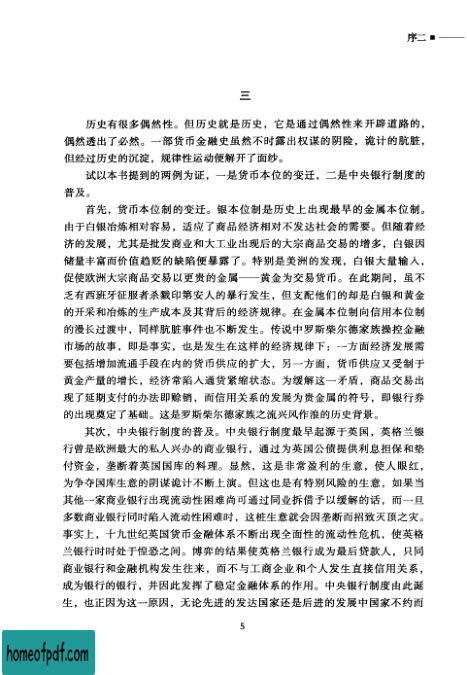 序二 ■
三
历史有很多偶然性。但历史就是历史，它是通过偶然性来开辟道路的，
偶然透出了必然。一部货币金融史虽然不时露出权谋的阴险，诡计的肮脏，
但经过历史的沉淀，规律性运动便解开了面纱。
试以本书提到的两例为证，一是货币本位的变迁，二是中央银行制度的
普及。
首先，货币本位制的变迁。银本位制是历史上出现最早的金属本位制。
由于白银冶炼相对容易，适应了商品经济相对不发达社会的需要。但随着经
济的发展，尤其是批发商业和大工业出现后的大宗商品交易的增多，白银因
储量丰富而价值趋贬的缺陷便暴露了。特别是美洲的发现，白银大量输入，
促使欧洲大宗商品交易以更贵的金属——黄金为交易货币。在此期间，虽不
乏有西班牙征服者杀戮印第安人的暴行发生，但支配他们的却是白银和黄金
的开采和冶炼的生产成本及其背后的经济规律。在金属本位制向信用本位制
的漫长过渡中，同样肮脏事件也不断发生。传说中罗斯柴尔德家族操控金融
市场的故事，即是事实，也是发生在这样的经济规律下：一方面经济发展需
要包括增加流通手段在内的货币供应的扩大，另一方面，货币供应又受制于
黄金产量的增长，经济常陷入通货紧缩状态。为缓解这一矛盾，商品交易出
现了延期支付的办法即赊销，而信用关系的发展为贵金属的符号，即银行券
的出现奠定了基础。这是罗斯柴尔德家族之流兴风作浪的历史背景。
其次，中央银行制度的普及。中央银行制度最早起源于英国，英格兰银
行曾是欧洲最大的私人兴办的商业银行，通过为英国公债提供利息担保和垫
付资金，垄断着英国国库的料理。显然，这是非常盈利的生意，使人眼红，
为争夺国库生意的阴谋诡计不断上演。但这也是有特别风险的生意，如果当
其他一家商业银行出现流动性困难尚可通过同业拆借予以缓解的话，而一旦
多数商业银行同时陷入流动性困难时，这桩生意就会因垄断而招致灭顶之灾。
事实上，十九世纪英国货币金融体系不断出现全面性的流动性危机，使英格
兰银行时时处于惶恐之间。博弈的结果使英格兰银行成为最后贷款人，只同
商业银行和金融机构发生往来，而不与工商企业和个人发生直接信用关系，
成为银行的银行，并因此发挥了稳定金融体系的作用。中央银行制度由此诞
生，也正因为这一原因，无论先进的发达国家还是后进的发展中国家不约而
5
homeofpdf.com